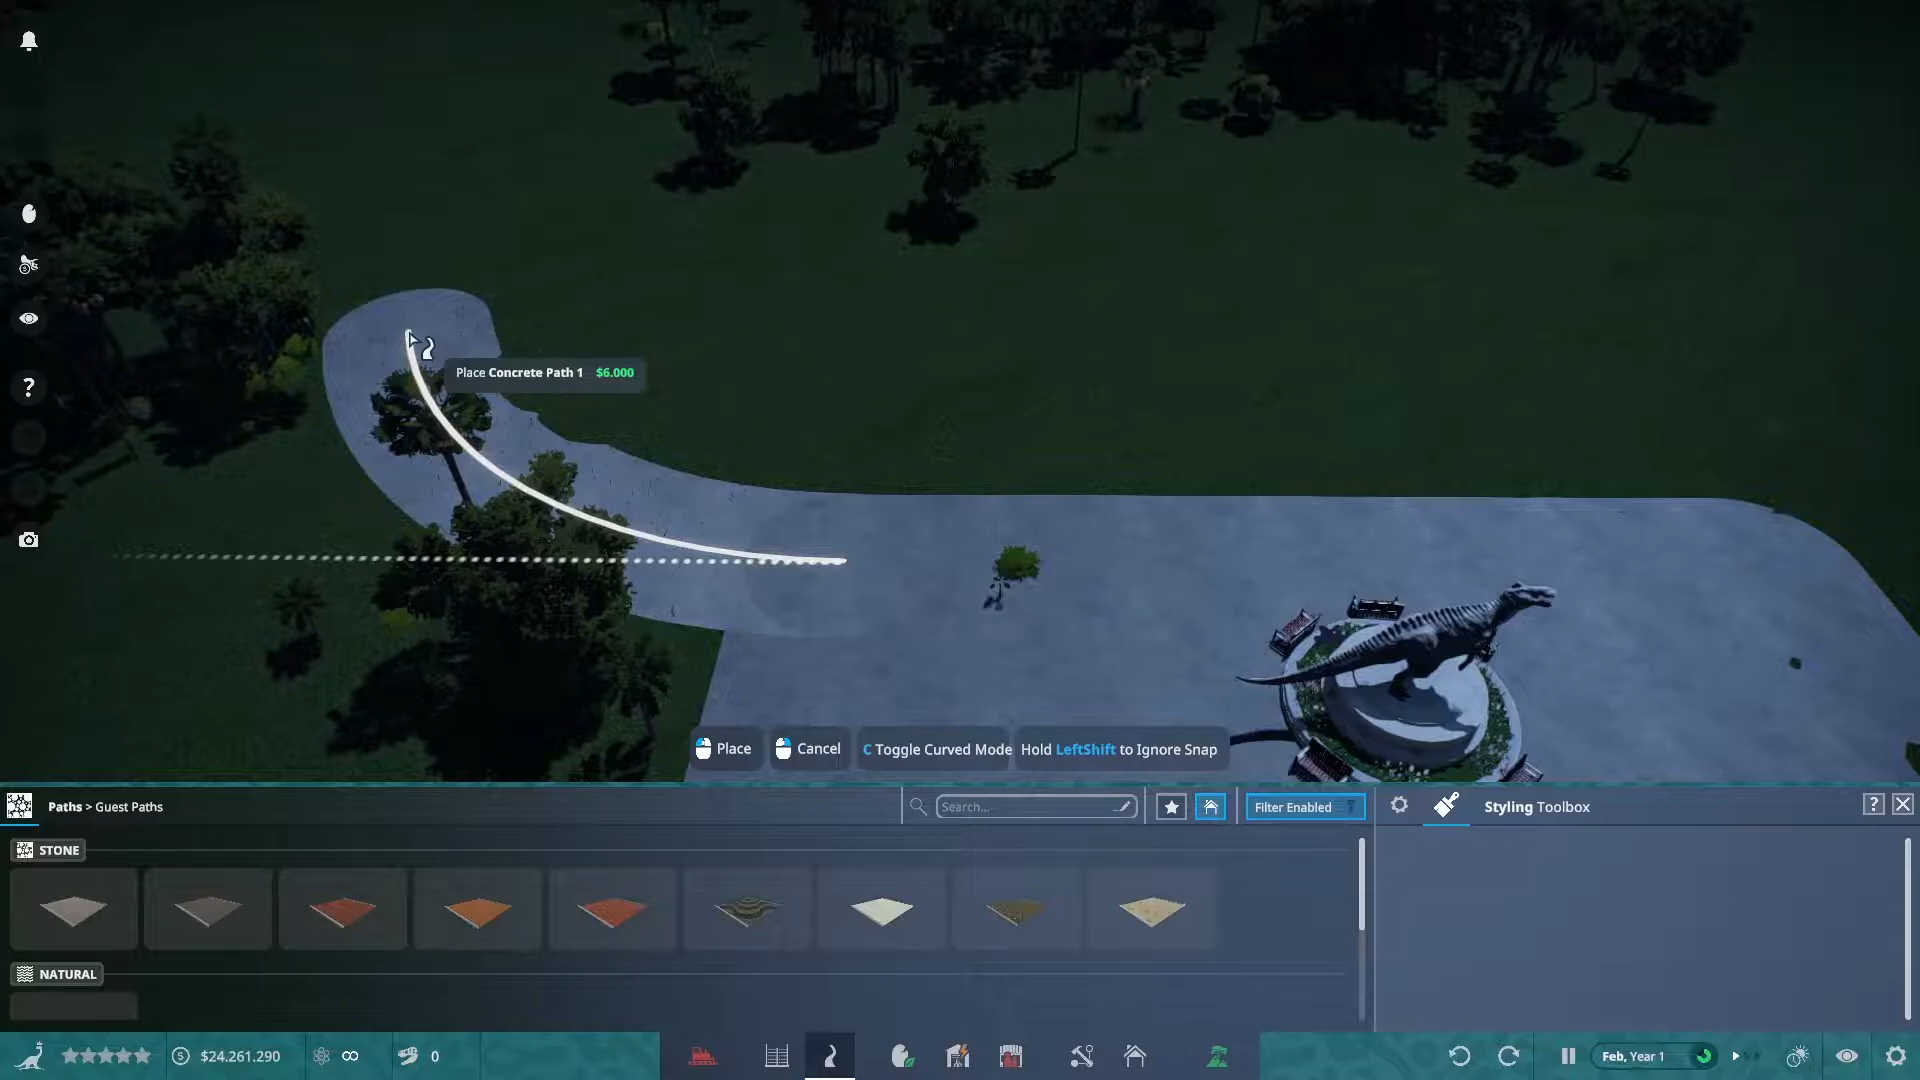 ?
Place Concrete Path 1 $6.000
Place
Cancel
C Toggle Curved Mode
Hold LeftShift to Ignore Snap
Paths > Guest Paths
Search...
Filter Enabled
Styling Toolbox
?
STONE
NATURAL
$24.261.290
0
Feb, Year 1